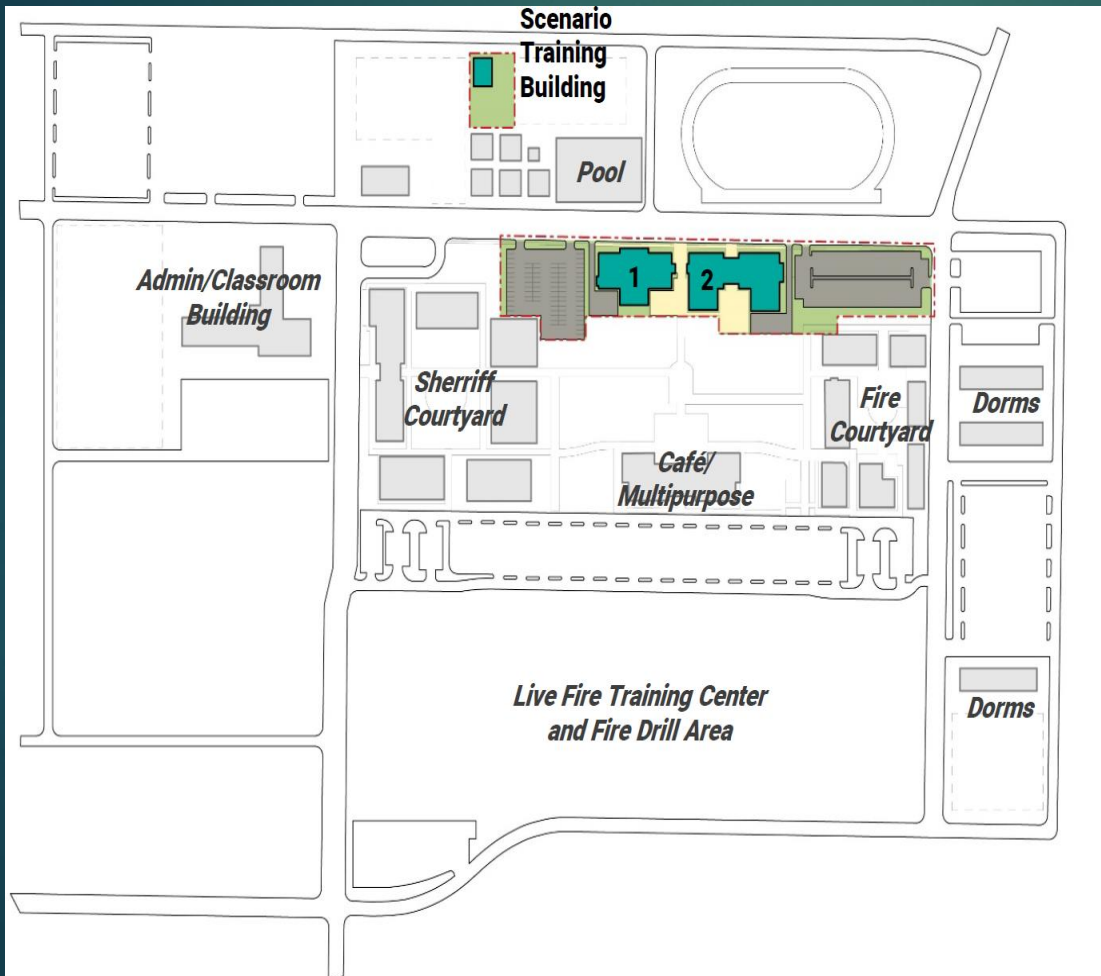 Scenario
Training
Building
Pool
Admin/Classroom
Building
1
2
Sherriff
Courtyard
Fire
Courtyard
Dorms
Café/
Multipurpose
Live Fire Training Center
and Fire Drill Area
Dorms